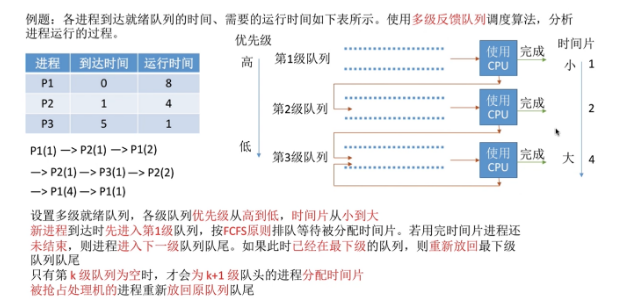 例题：各进程到达就绪队列的时间、需要的运行时间如下表所示。使用多级反馈队列调度算法，分析
进程运行的过程。
进程 到达时间 运行时间
P1 0 8
P2 1 4
P3 5 1
P1(1) —> P2(1) —> P1(2)
—> P2(1) —> P3(1) —> P2(2)
—> P1(4) —> P1(1)
优先级
高
低
第1级队列
使用
CPU
完成
第2级队列
使用
CPU
完成
第3级队列
使用
CPU
完成
时间片
小 1
2
大 4
设置多级就绪队列，各级队列优先级从高到低，时间片从小到大
新进程到达时先进入第1级队列，按FCFS原则排队等待被分配时间片。若用完时间片进程还
未结束，则进程进入下一级队列队尾。如果此时已经在最下级的队列，则重新放回最下级
队列队尾
只有第 k 级队列为空时，才会为 k+1 级队头的进程分配时间片
被抢占处理机的进程重新放回原队列队尾